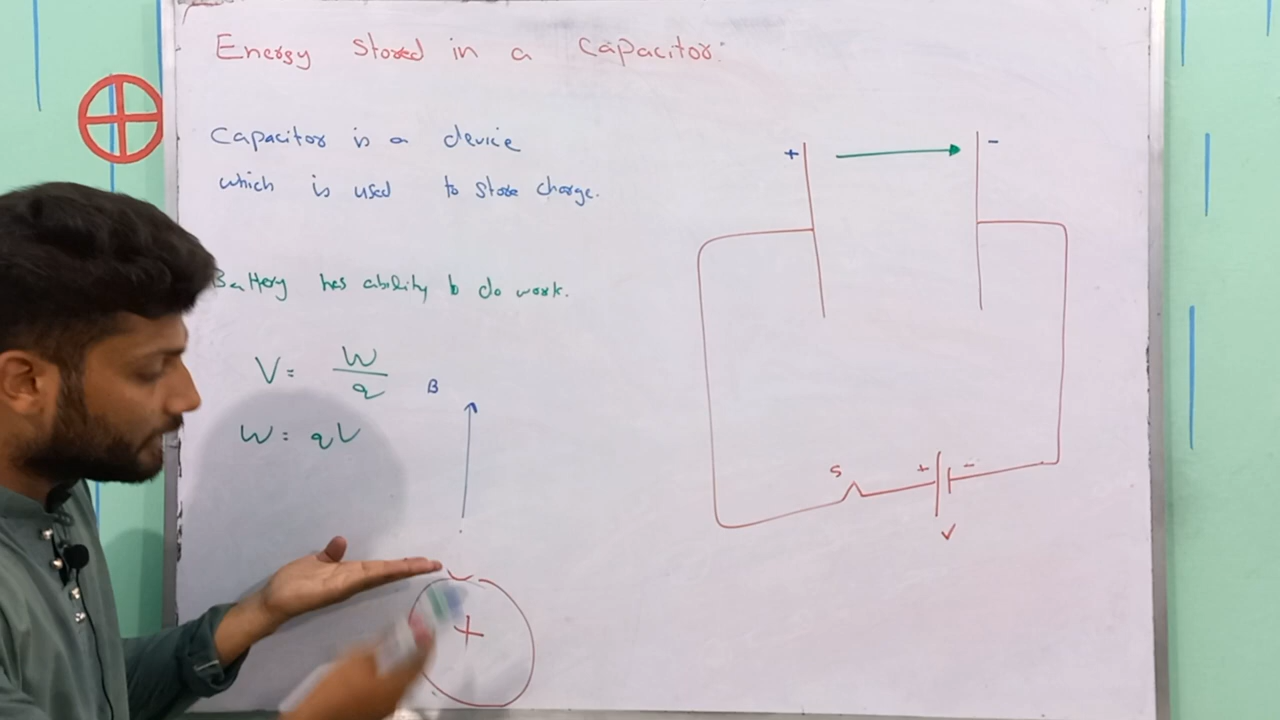 Energy Stored in a Capacitor:
Capacitor is a device
which is used to store charge.
Battery has ability to do work.
V = W/q
W = qV
B
+
+ -
S + -
V